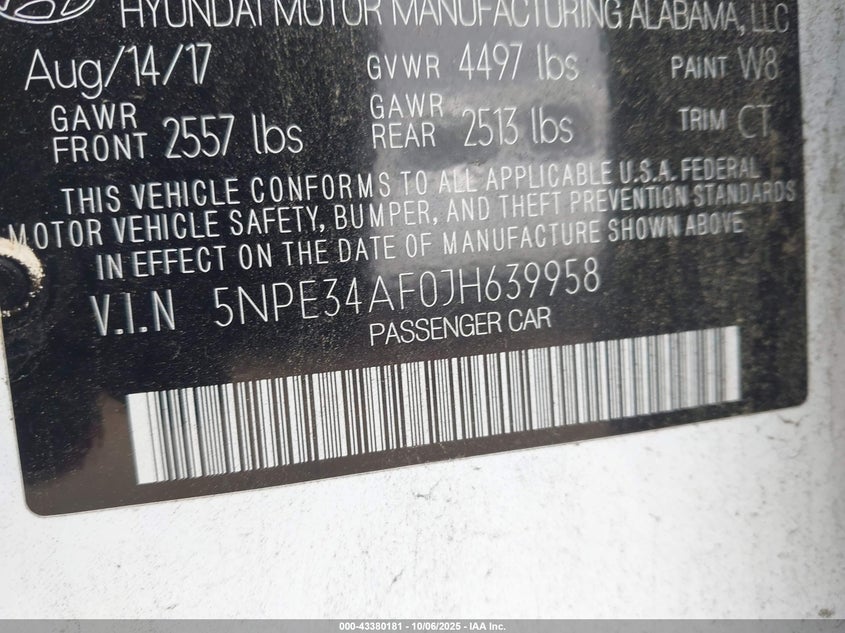 HYUNDAI MOTOR MANUFACTURING ALABAMA, LLC
Aug/14/17 GVWR 4497 lbs PAINT W8
GAWR FRONT 2557 lbs GAWR REAR 2513 lbs TRIM CT
THIS VEHICLE CONFORMS TO ALL APPLICABLE U.S.A. FEDERAL
MOTOR VEHICLE SAFETY, BUMPER, AND THEFT PREVENTION STANDARDS
IN EFFECT ON THE DATE OF MANUFACTURE SHOWN ABOVE
V.I.N 5NPE34AF0JH639958
PASSENGER CAR
000-43380181 - 10/06/2025 - IAA Inc.